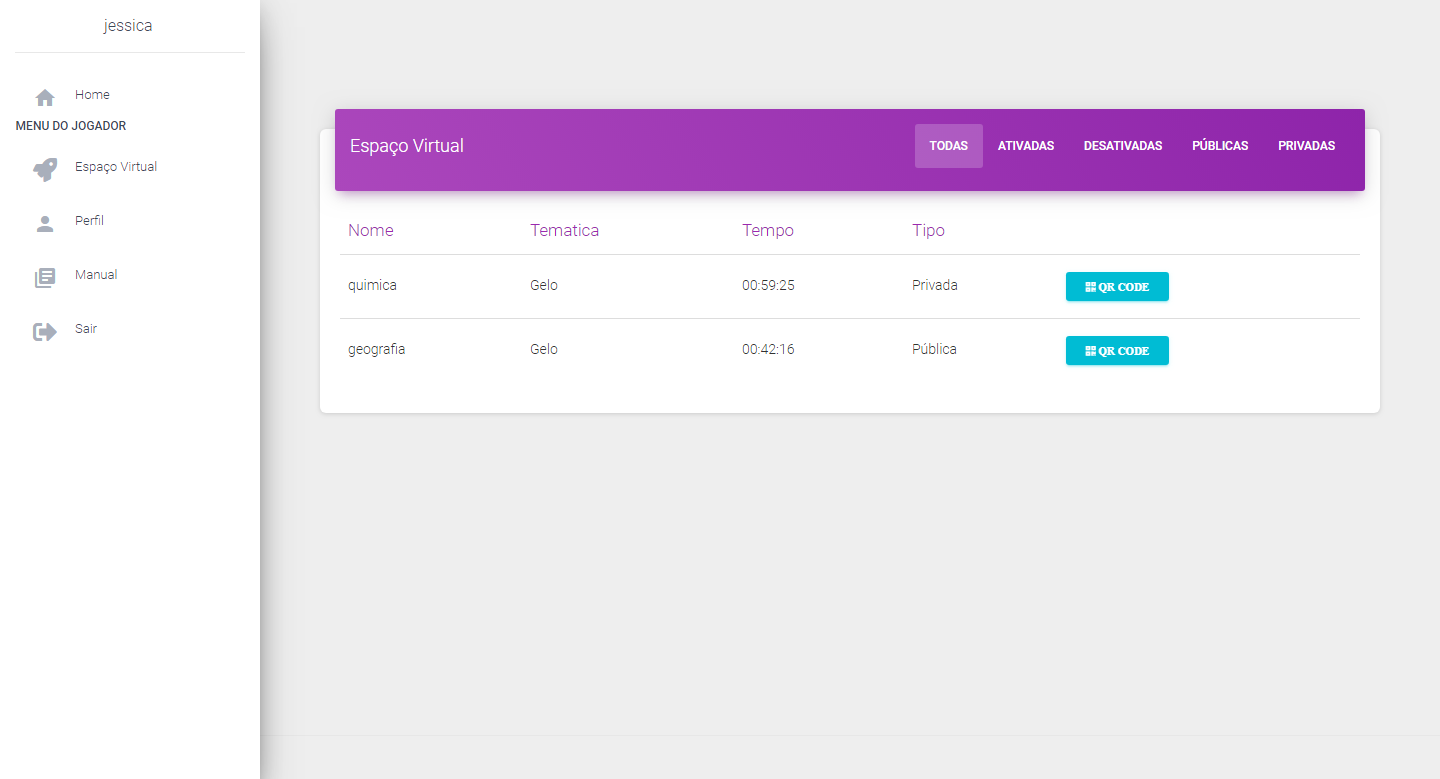 jessica
Home
MENU DO JOGADOR
Espaço Virtual
Perfil
Manual
Sair
Espaço Virtual
TODAS ATIVADAS DESATIVADAS PÚBLICAS PRIVADAS
Nome Tematica Tempo Tipo
quimica Gelo 00:59:25 Privada QR CODE
geografia Gelo 00:42:16 Pública QR CODE